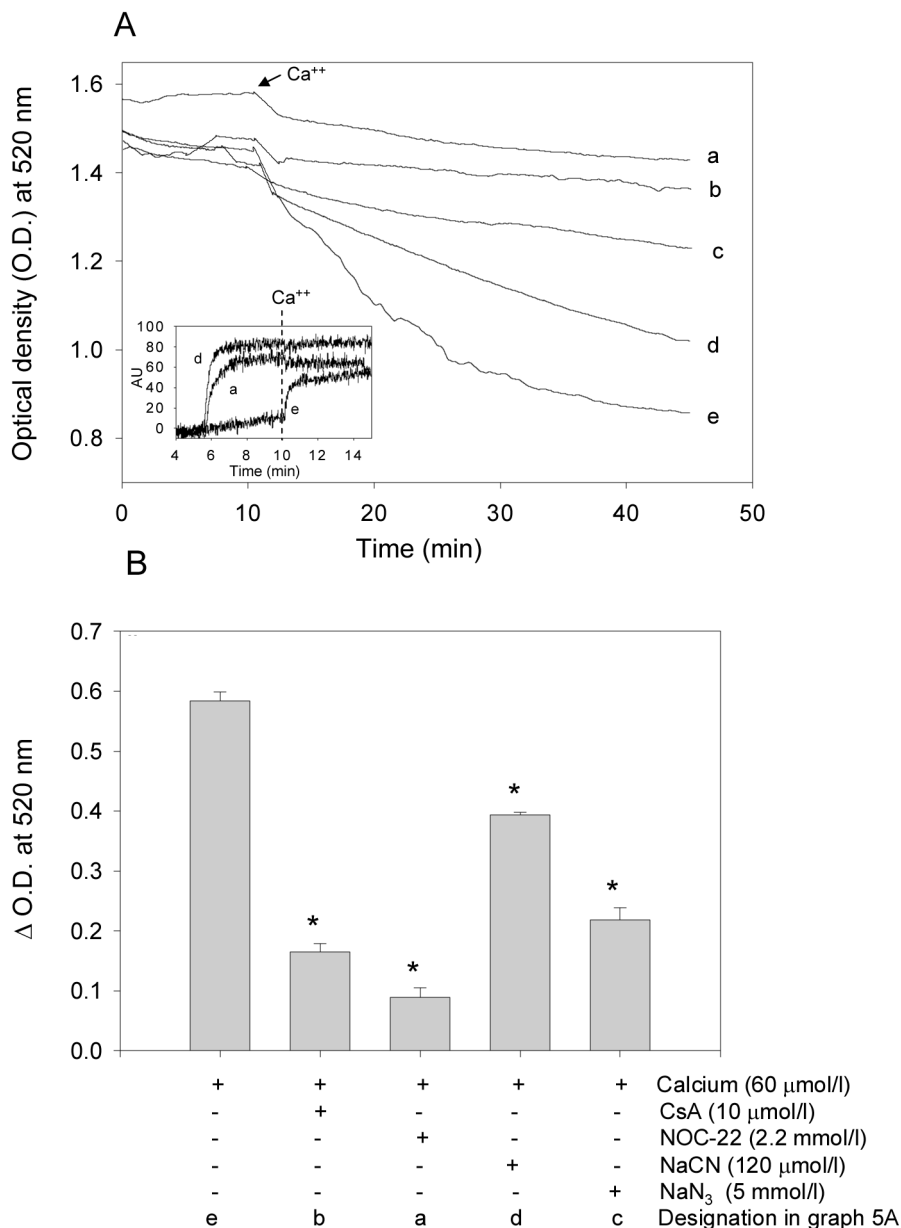 A
Ca++
1.6
1.4
1.2
1.0
0.8
Optical density (O.D.) at 520 nm
a
b
c
d
e
Ca++
100
80
60
40
20
0
AU
d
a
e
4 6 8 10 12 14
Time (min)
0 10 20 30 40 50
Time (min)
B
0.7
0.6
0.5
0.4
0.3
0.2
0.1
0.0
Δ O.D. at 520 nm
* * * *
+ + + + + Calcium (60 μmol/l)
- + - - - CsA (10 μmol/l)
- - + - - NOC-22 (2.2 mmol/l)
- - - + - NaCN (120 μmol/l)
- - - - + NaN3 (5 mmol/l)
e b a d c Designation in graph 5A